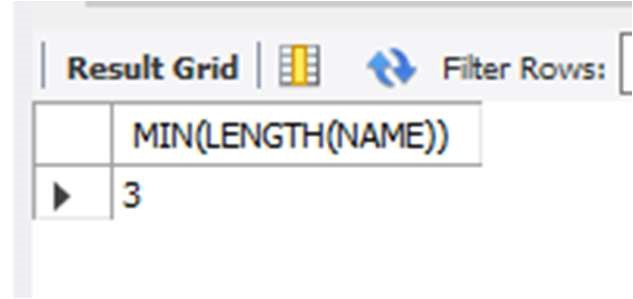 Result Grid Filter Rows:
MIN(LENGTH(NAME))
3